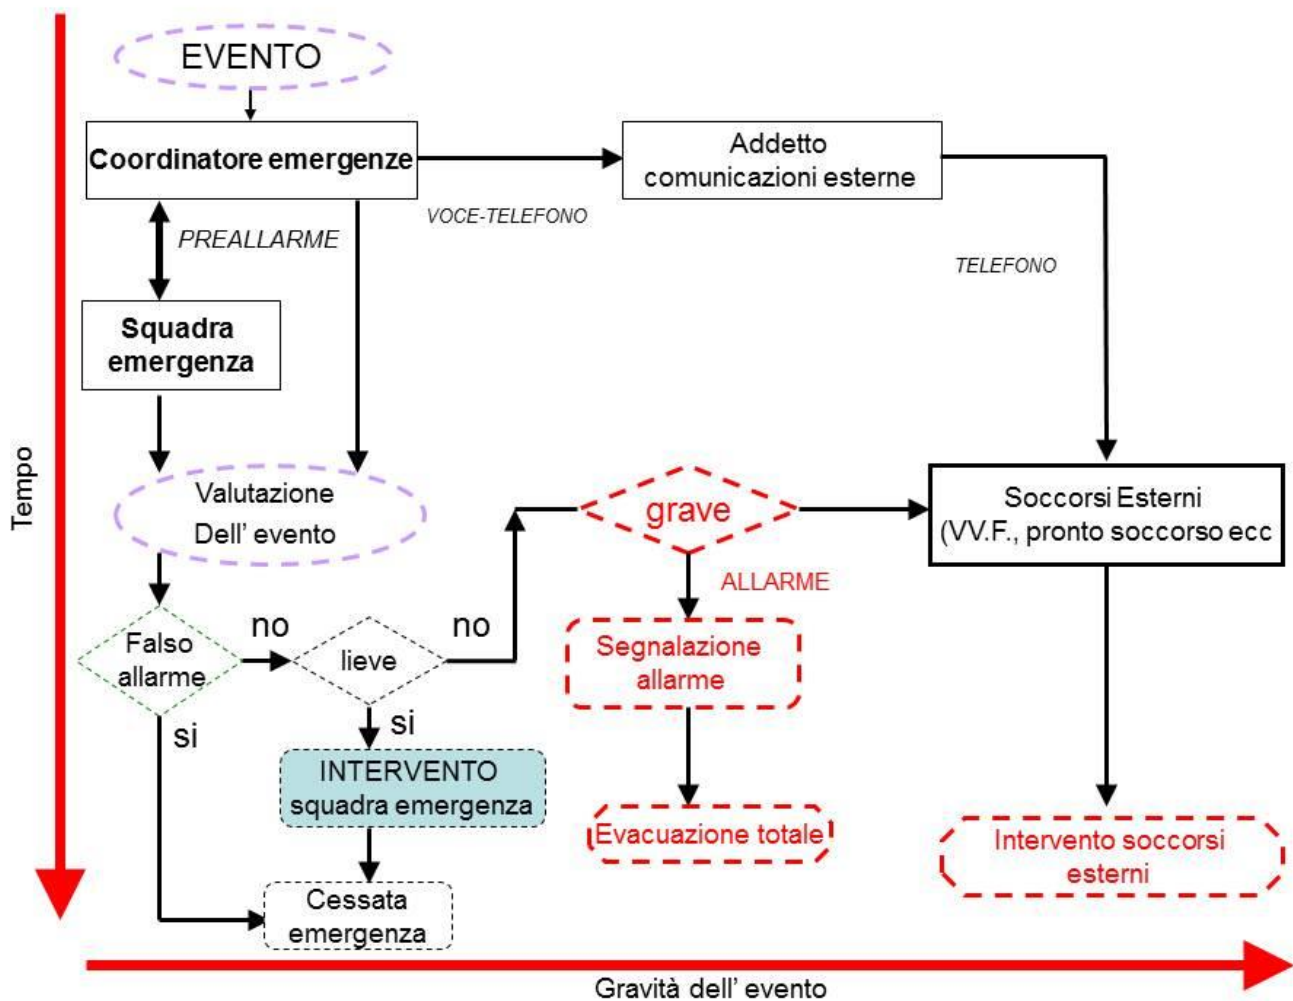 EVENTO
Coordinatore emergenze
Addetto
comunicazioni esterne
VOCE-TELEFONO
PREALLARME
TELEFONO
Squadra
emergenza
Tempo
Valutazione
Dell' evento
grave
Soccorsi Esterni
(VV.F., pronto soccorso ecc
ALLARME
Falso
allarme
no
lieve
no
Segnalazione
allarme
si
si
INTERVENTO
squadra emergenza
Evacuazione totale
Intervento soccorsi
esterni
Cessata
emergenza
Gravità dell' evento